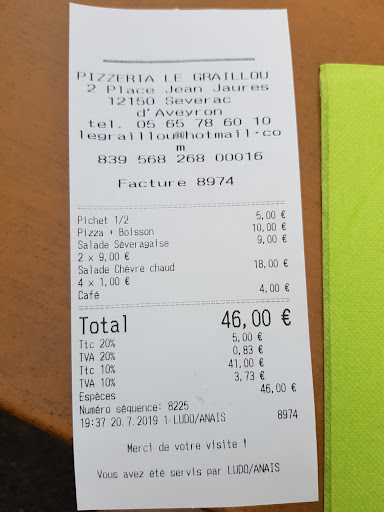 PIZZERIA LE GRAILLOU
2 Place Jean Jaures
12150 Severac
d'Aveyron
tel. 05 65 78 60 10
legraillou@hotmail.co
m
839 568 268 00016
Facture 8974
Pichet 1/2 5,00 €
Pizza + Boisson 10,00 €
Salade Séveragaise 9,00 €
2 x 9,00 €
Salade Chèvre chaud 18,00 €
4 x 1,00 €
Café 4,00 €
Total 46,00 €
Ttc 20% 5,00 €
TVA 20% 0,83 €
Ttc 10% 41,00 €
TVA 10% 3,73 €
Espèces 46,00 €
Numéro séquence: 8225
19:37 20.7.2019 1 LUDO/ANAIS 8974
Merci de votre visite !
Vous avez été servis par LUDO/ANAIS